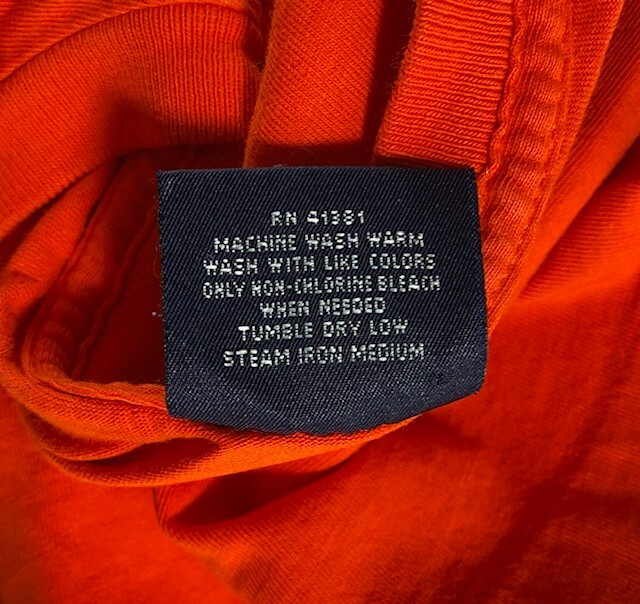 RN 41381
MACHINE WASH WARM
WASH WITH LIKE COLORS
ONLY NON-CHLORINE BLEACH
WHEN NEEDED
TUMBLE DRY LOW
STEAM IRON MEDIUM